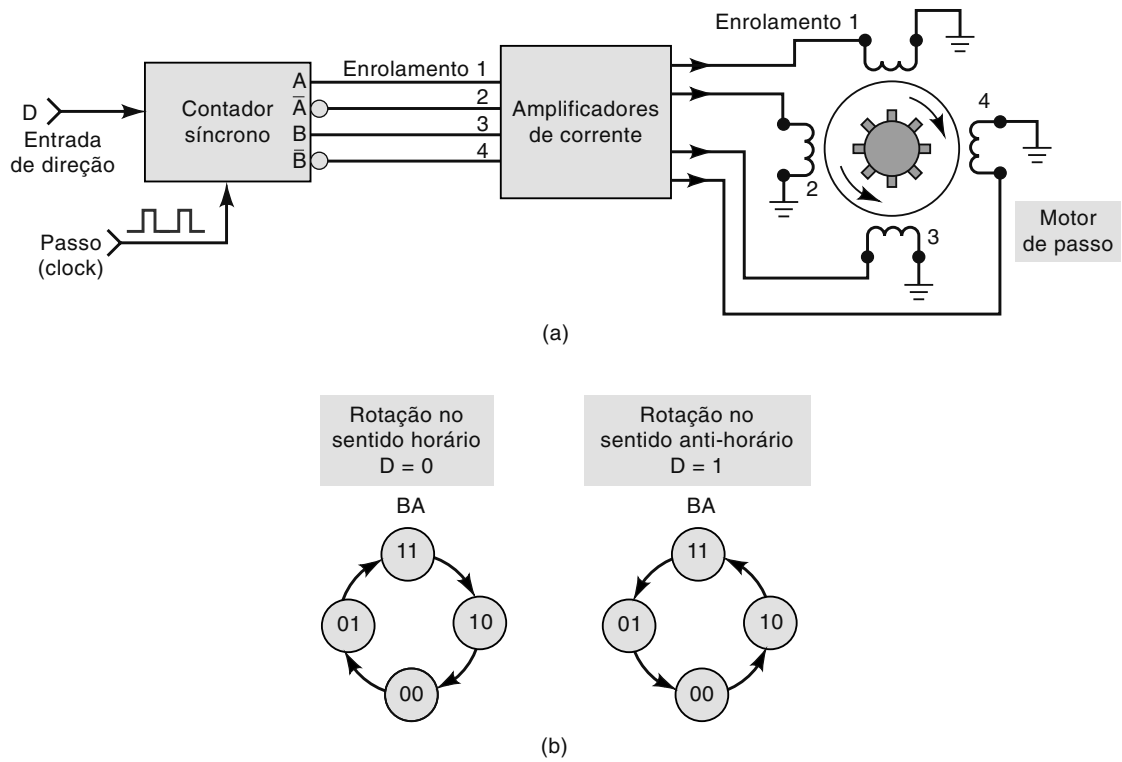 Enrolamento 1
D
Entrada
de direção
Contador
síncrono
A
A̅
B
B̅
Enrolamento 1
2
3
4
Amplificadores
de corrente
4
2
3
Motor
de passo
Passo
(clock)
(a)
Rotação no
sentido horário
D = 0
BA
11
01
10
00
Rotação no
sentido anti-horário
D = 1
BA
11
01
10
00
(b)